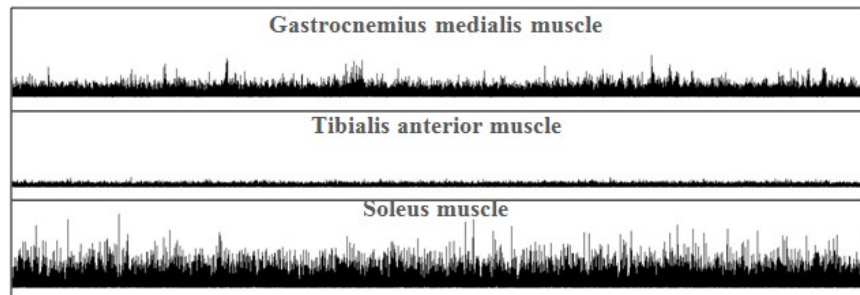 Gastrocnemius medialis muscle
Tibialis anterior muscle
Soleus muscle